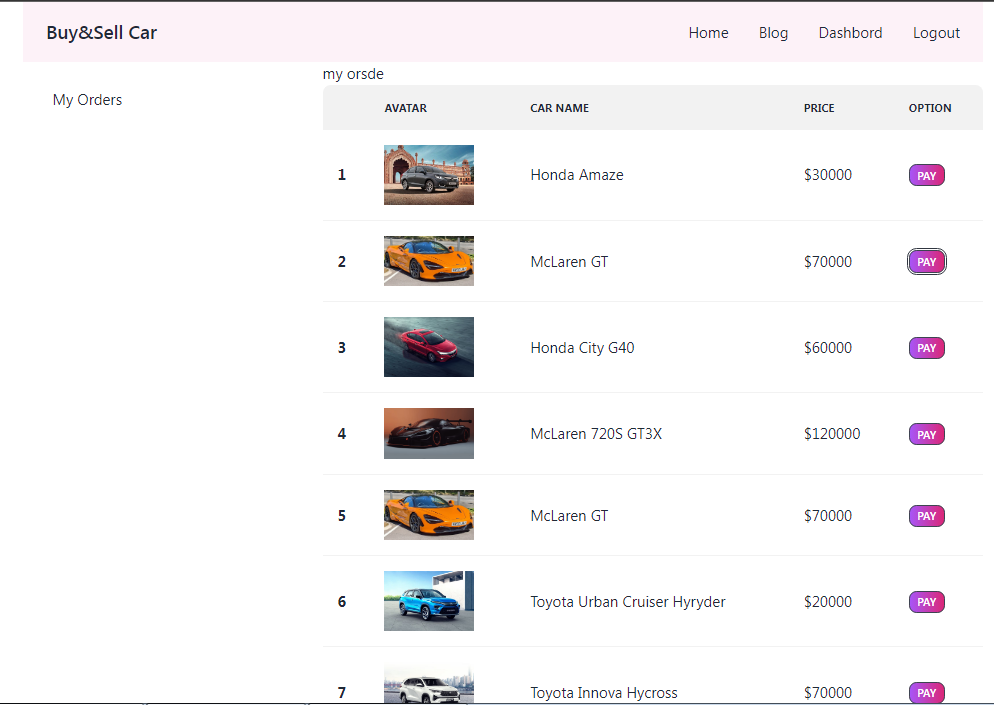 Buy&Sell Car Home Blog Dashbord Logout
my orsde
My Orders
AVATAR CAR NAME PRICE OPTION
1 Honda Amaze $30000 PAY
2 McLaren GT $70000 PAY
3 Honda City G40 $60000 PAY
4 McLaren 720S GT3X $120000 PAY
5 McLaren GT $70000 PAY
6 Toyota Urban Cruiser Hyryder $20000 PAY
7 Toyota Innova Hycross $70000 PAY